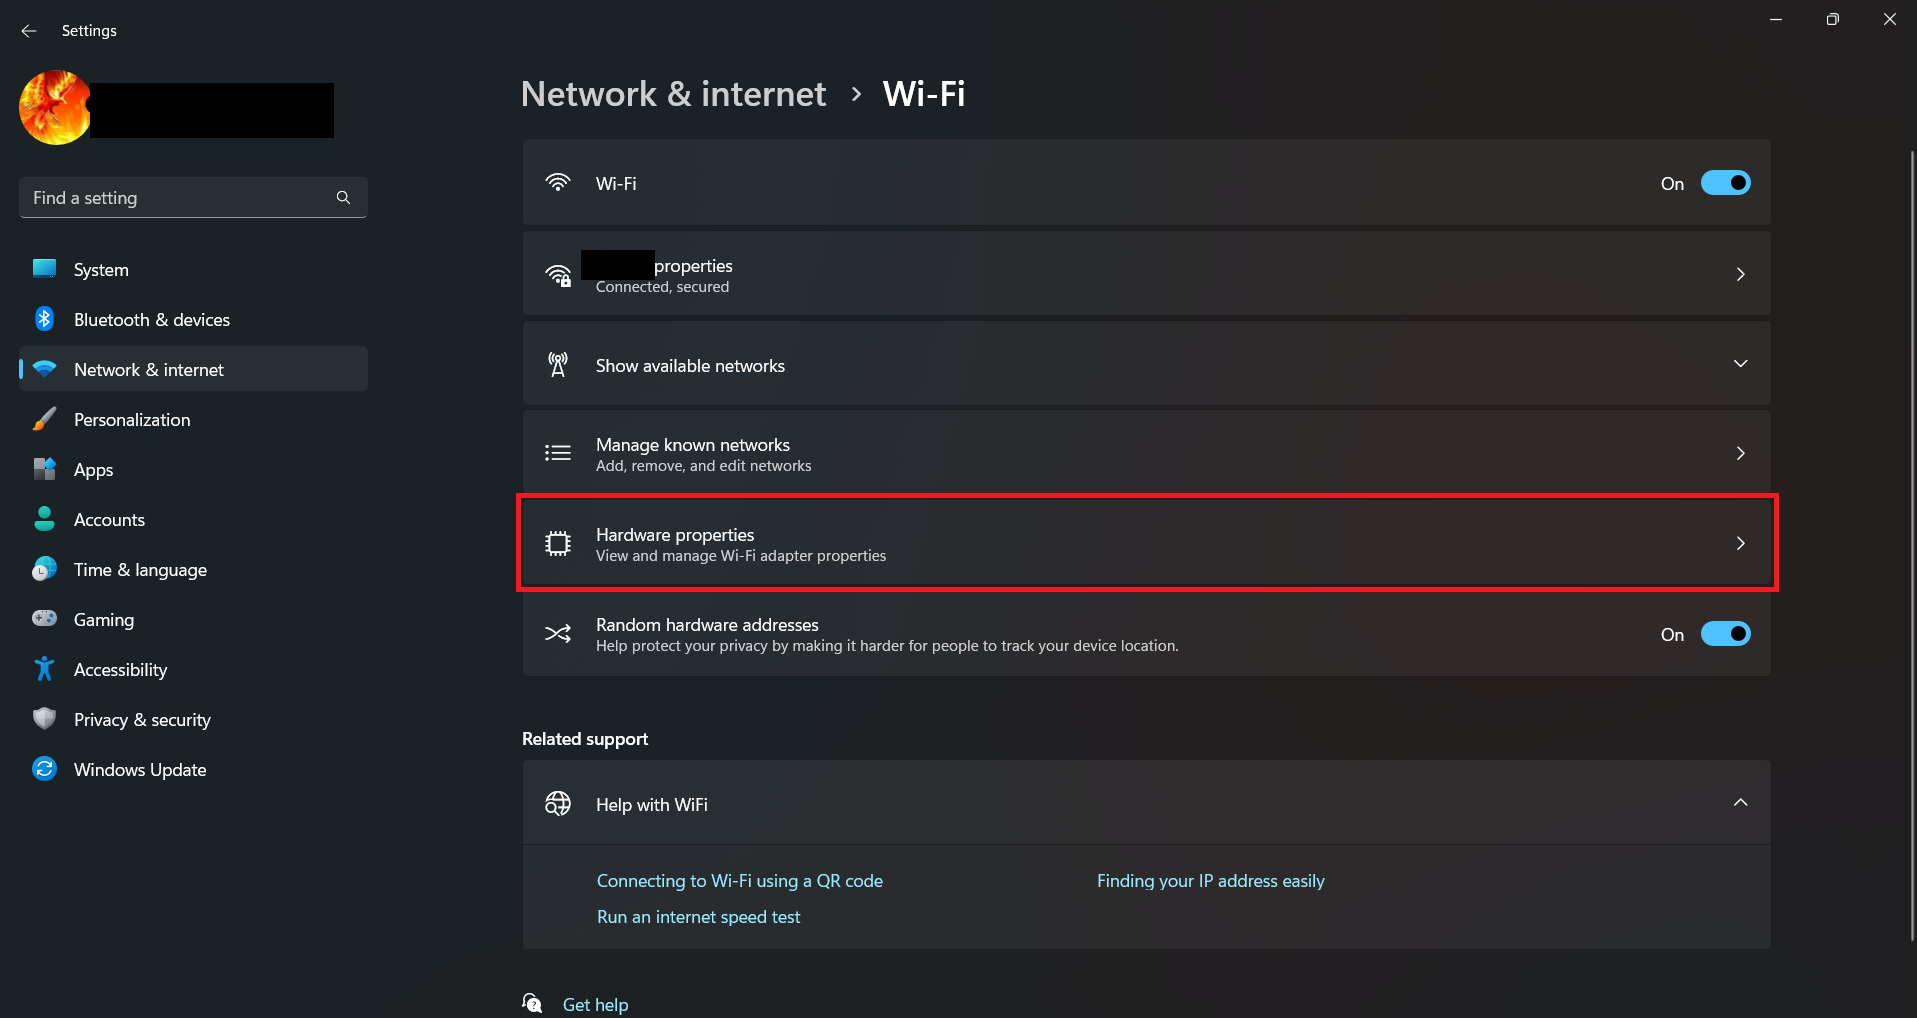 Settings
Find a setting
System
Bluetooth & devices
Network & internet
Personalization
Apps
Accounts
Time & language
Gaming
Accessibility
Privacy & security
Windows Update
Network & internet › Wi-Fi
Wi-Fi
On
properties
Connected, secured
Show available networks
Manage known networks
Add, remove, and edit networks
Hardware properties
View and manage Wi-Fi adapter properties
Random hardware addresses
Help protect your privacy by making it harder for people to track your device location.
On
Related support
Help with WiFi
Connecting to Wi-Fi using a QR code
Finding your IP address easily
Run an internet speed test
Get help